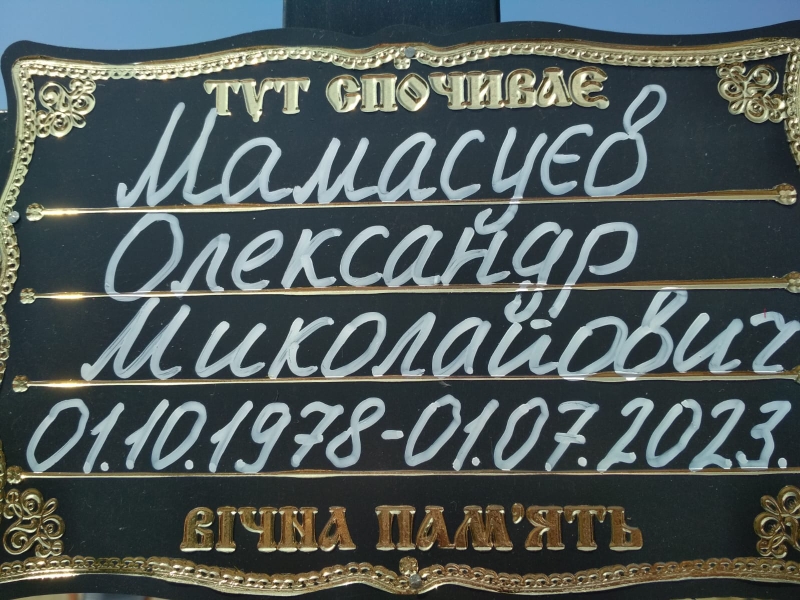 ТУТ СПОЧИВАЄ
Мамасуєв
Олександр
Миколайович
01.10.1978-01.07.2023.
ВІЧНА ПАМ'ЯТЬ